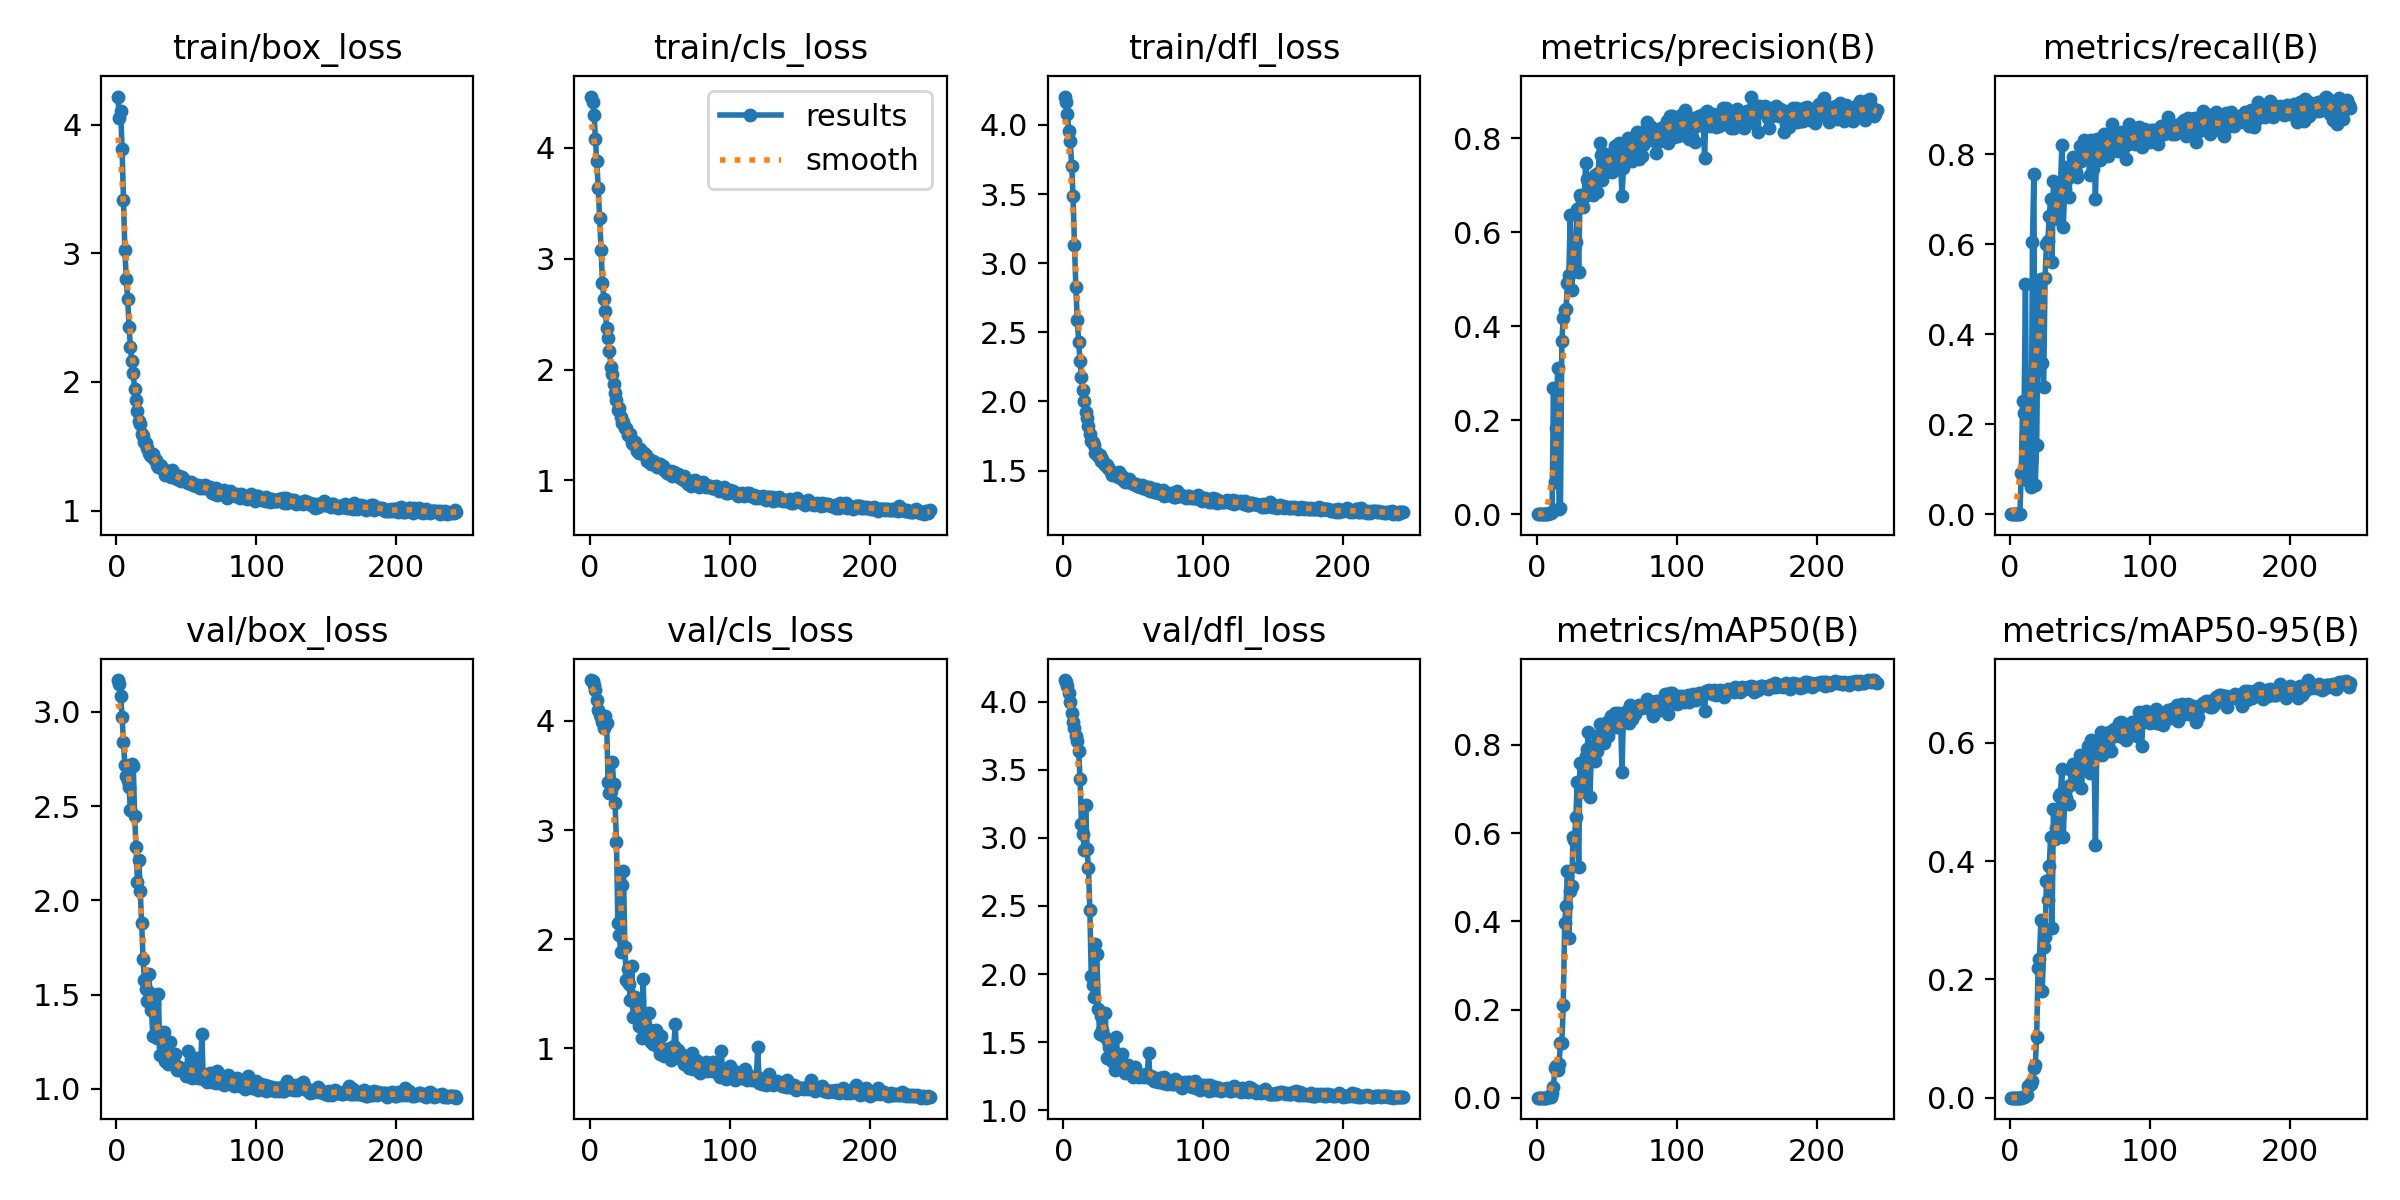 train/box_loss
4
3
2
1
0 100 200
train/cls_loss
results
smooth
4
3
2
1
0 100 200
train/dfl_loss
4.0
3.5
3.0
2.5
2.0
1.5
0 100 200
metrics/precision(B)
0.8
0.6
0.4
0.2
0.0
0 100 200
metrics/recall(B)
0.8
0.6
0.4
0.2
0.0
0 100 200
val/box_loss
3.0
2.5
2.0
1.5
1.0
0 100 200
val/cls_loss
4
3
2
1
0 100 200
val/dfl_loss
4.0
3.5
3.0
2.5
2.0
1.5
1.0
0 100 200
metrics/mAP50(B)
0.8
0.6
0.4
0.2
0.0
0 100 200
metrics/mAP50-95(B)
0.6
0.4
0.2
0.0
0 100 200